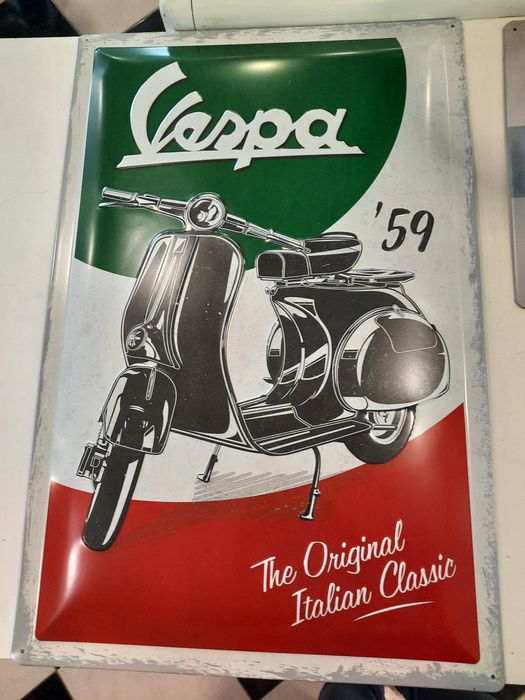 Vespa
'59
The Original
Italian Classic